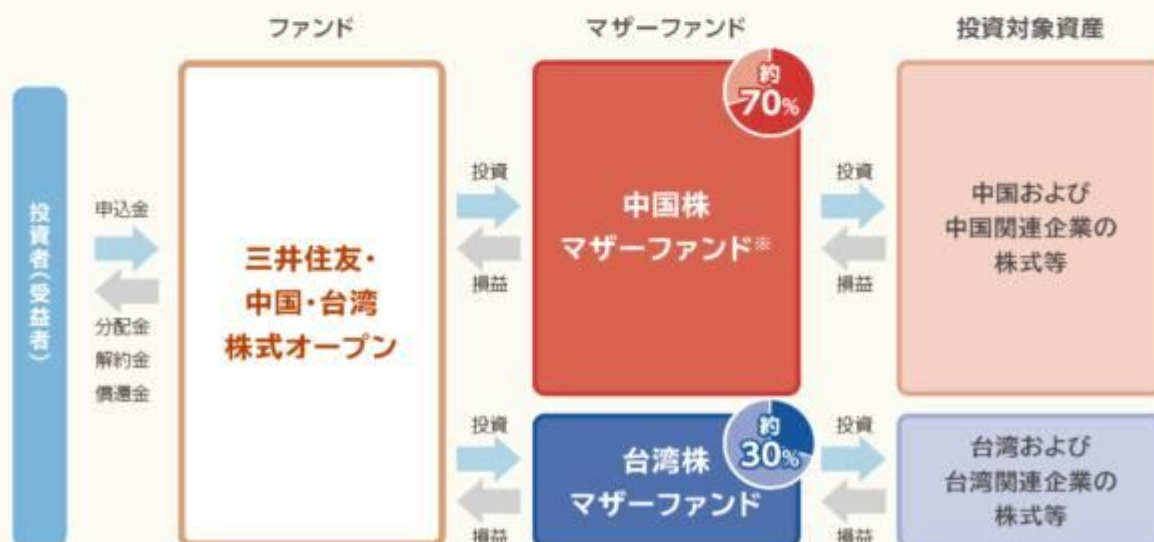 ファンド
マザーファンド
投資対象資産
投資者(受益者)
申込金
分配金
解約金
償還金
三井住友・
中国・台湾
株式オープン
投資
損益
約
70%
中国株
マザーファンド※
投資
損益
中国および
中国関連企業の
株式等
投資
損益
約
30%
台湾株
マザーファンド
投資
損益
台湾および
台湾関連企業の
株式等